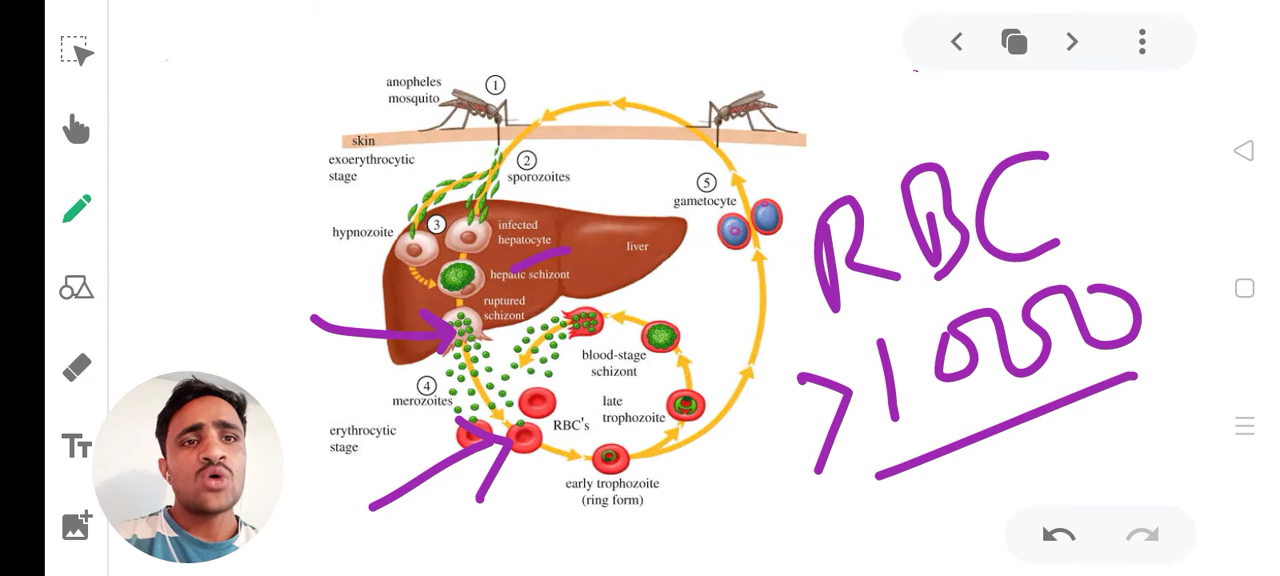 anopheles
mosquito
1
skin
exoerythrocytic
stage
2
sporozoites
5
gametocyte
hypnozoite
3
infected
hepatocyte
liver
hepatic schizont
ruptured
schizont
blood-stage
schizont
4
merozoites
late
trophozoite
RBC's
erythrocytic
stage
early trophozoite
(ring form)
RBC
>1000
Tт